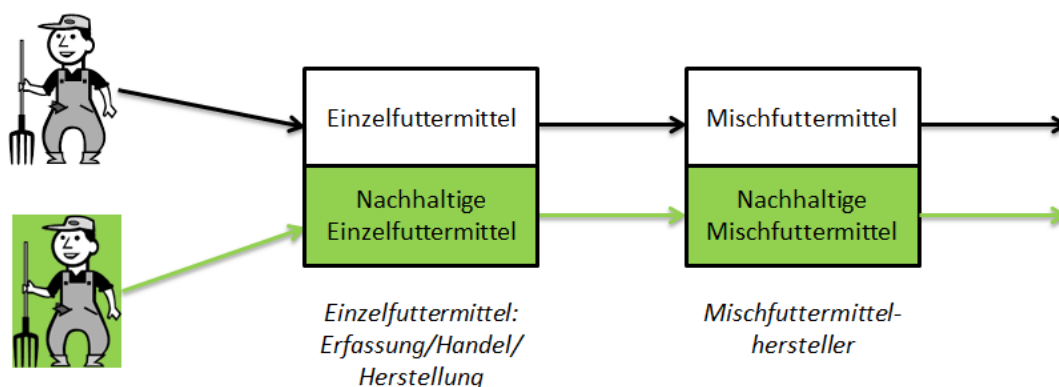 Einzelfuttermittel
Nachhaltige
Einzelfuttermittel
Mischfuttermittel
Nachhaltige
Mischfuttermittel
Einzelfuttermittel:
Erfassung/Handel/
Herstellung
Mischfuttermittel-
hersteller